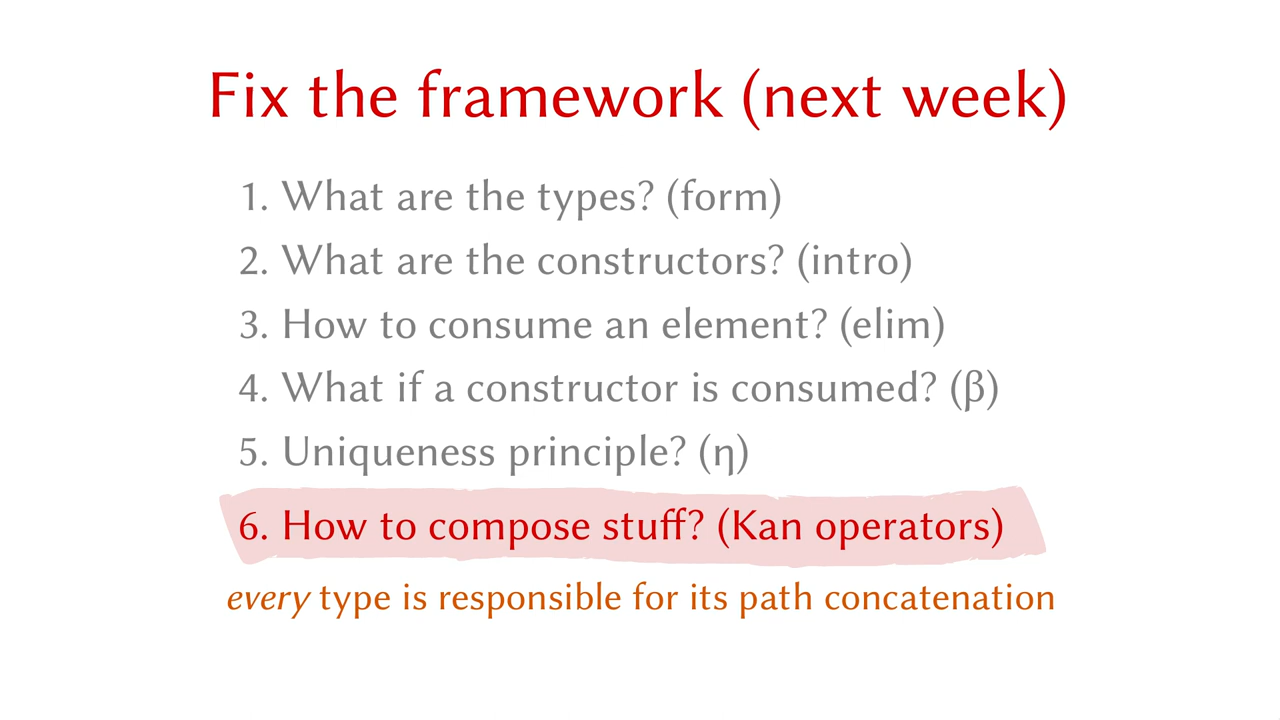 Fix the framework (next week)
1. What are the types? (form)
2. What are the constructors? (intro)
3. How to consume an element? (elim)
4. What if a constructor is consumed? (β)
5. Uniqueness principle? (η)
6. How to compose stuff? (Kan operators)
every type is responsible for its path concatenation